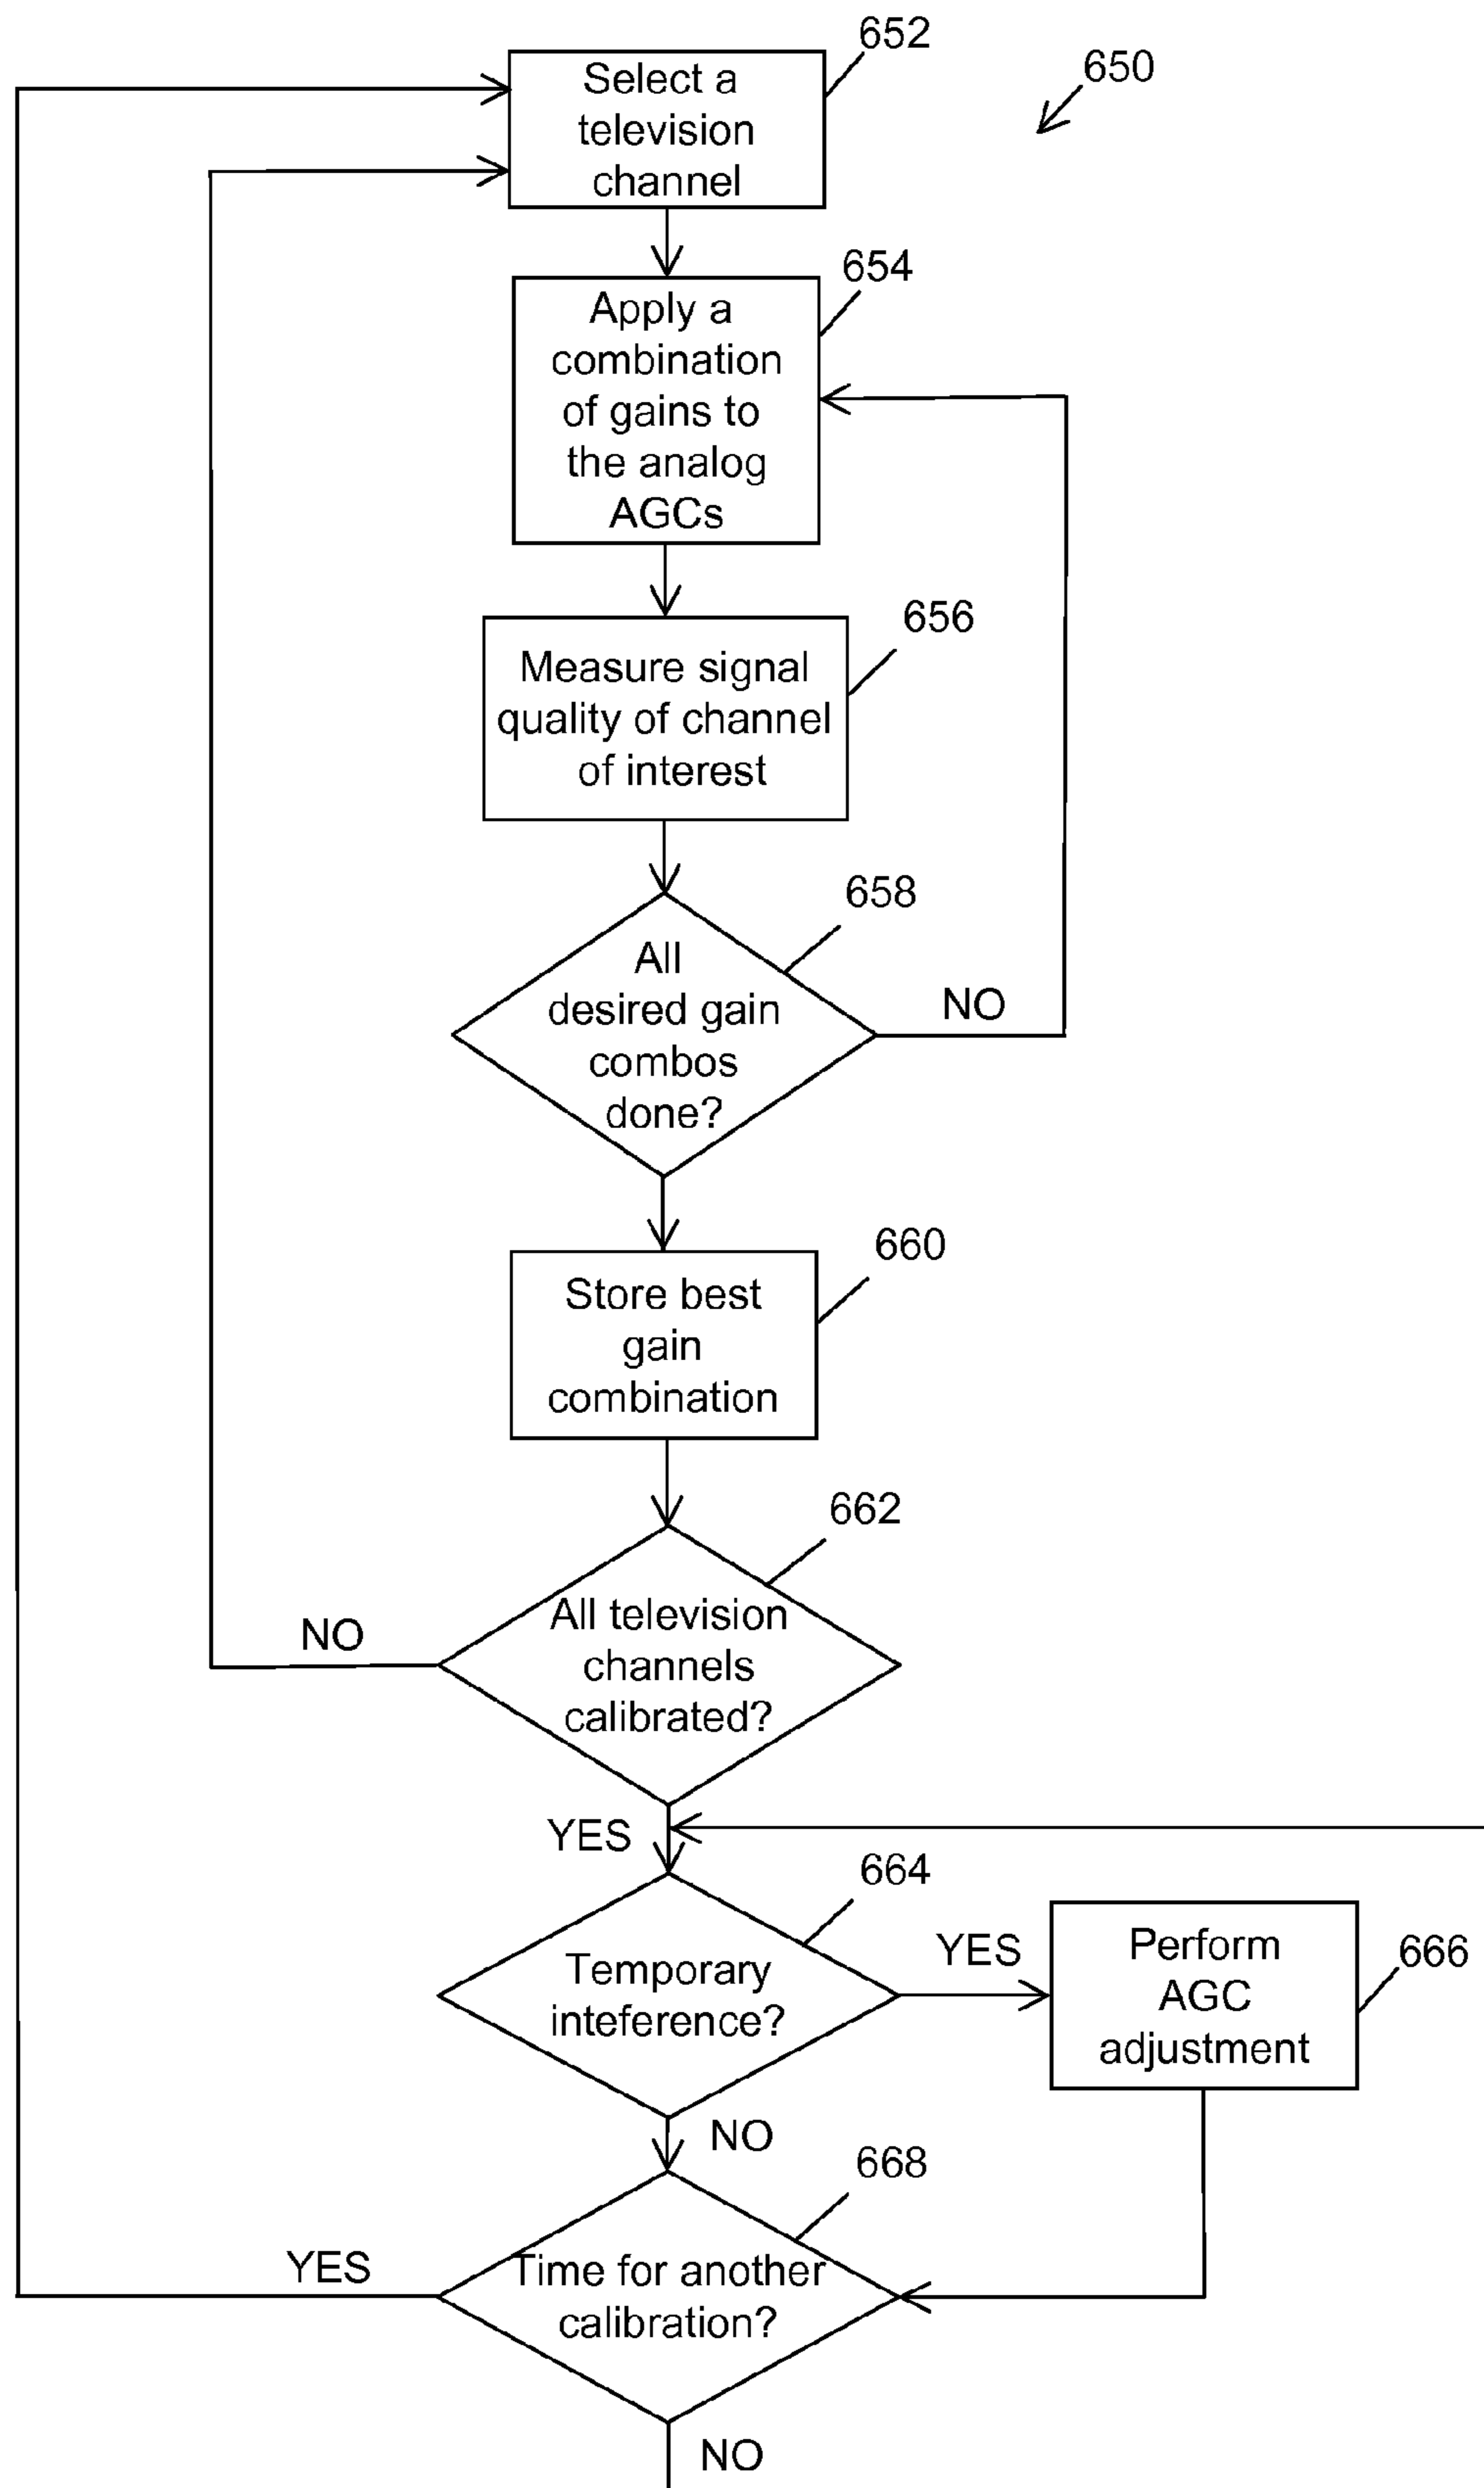 652
650
Select a
television
channel
654
Apply a
combination
of gains to
the analog
AGCs
656
Measure signal
quality of channel
of interest
658
All
desired gain
combos
done?
NO
660
Store best
gain
combination
662
All television
channels
calibrated?
NO
YES
664
Temporary
inteference?
YES
Perform
AGC
adjustment
666
NO
668
Time for another
calibration?
YES
NO